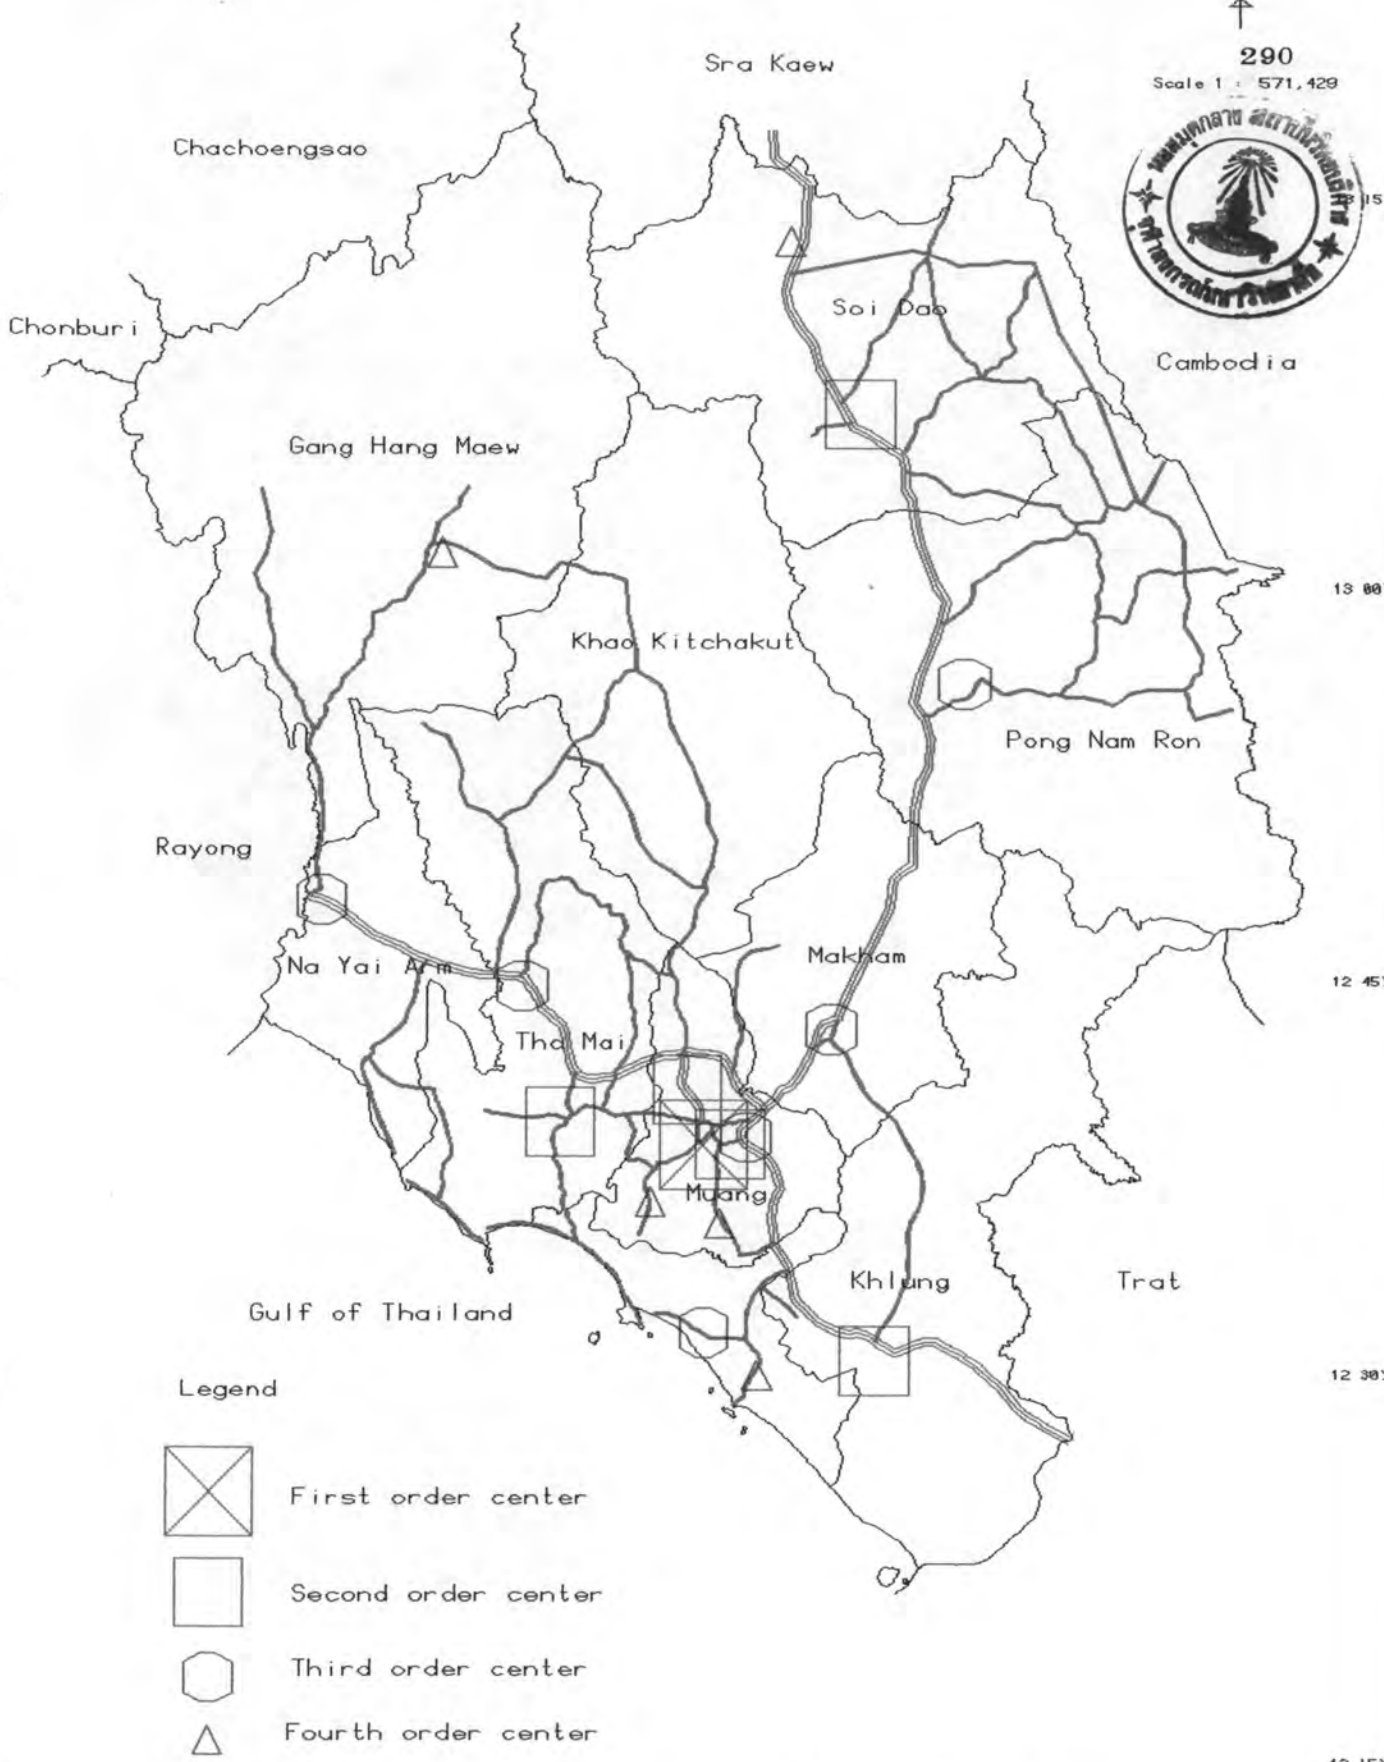 290
Scale 1 : 571,429
Sra Kaew
Chachoengsao
Chonburi
Soi Dao
Cambodia
Gang Hang Maew
13 00'
Khao Kitchakut
Pong Nam Ron
Rayong
Makham
Na Yai Arm
12 45'
Tha Mai
Muang
Khlung
Trat
Gulf of Thailand
12 30'
Legend
First order center
Second order center
Third order center
Fourth order center